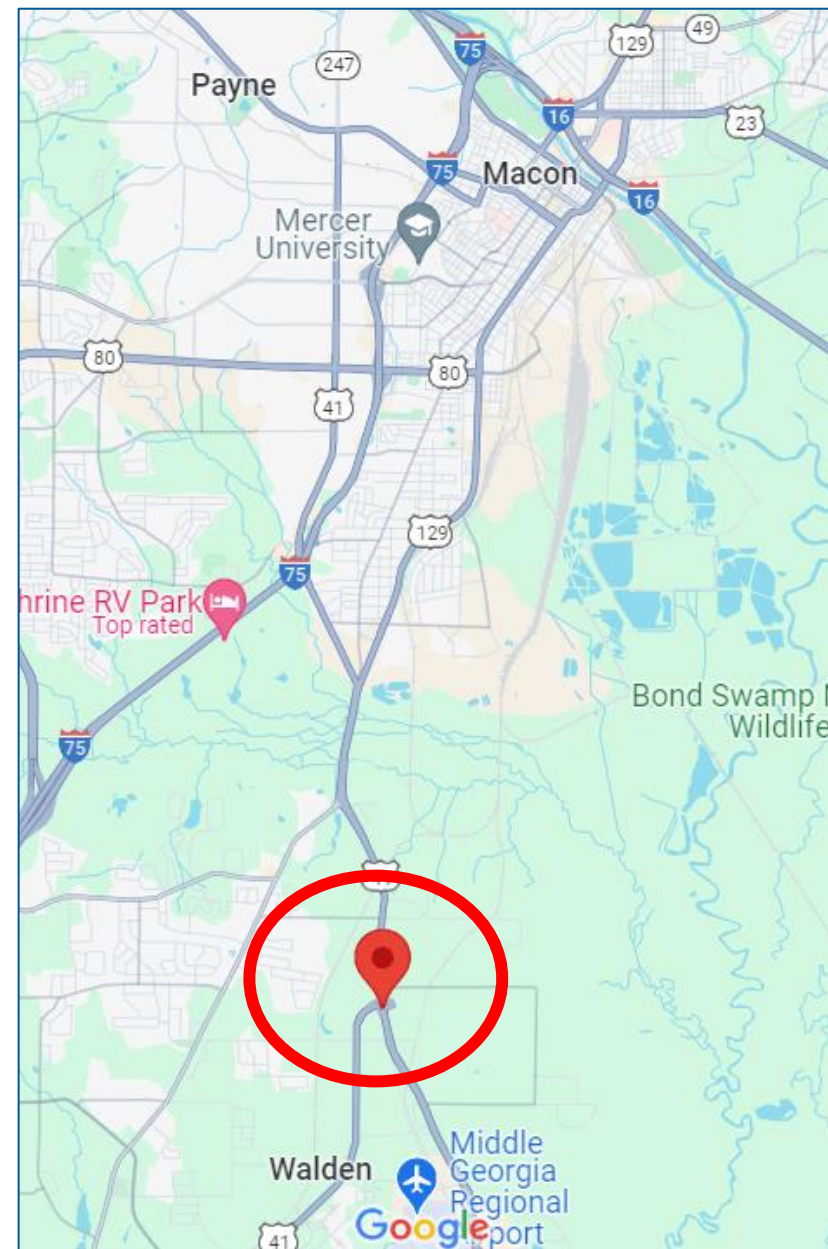 75
129
49
247
Payne
16
23
75
Macon
16
Mercer
University
80
80
41
129
75
hrine RV Park
Top rated
Bond Swamp N
Wildlife
75
Middle
Georgia
Regional
port
Walden
Google
41